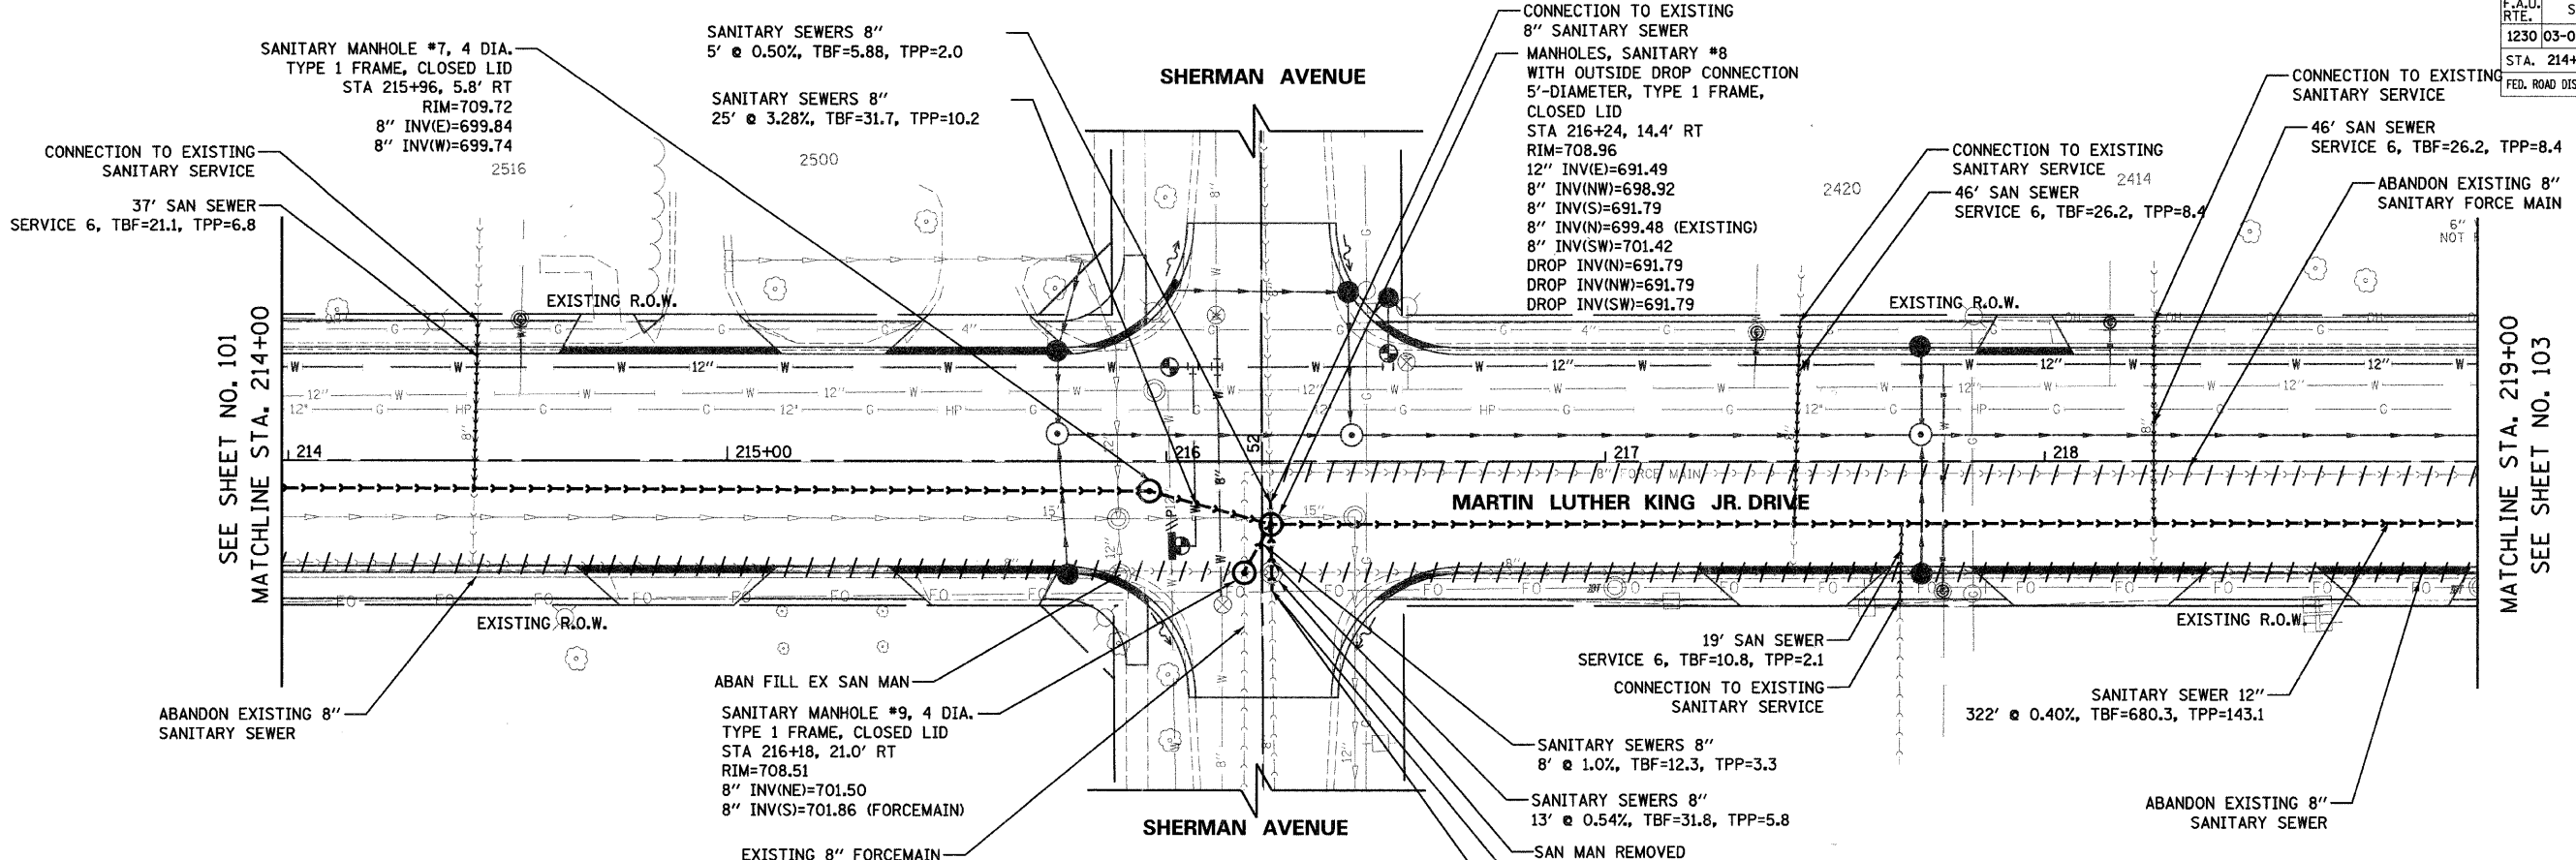 F.A.U.
RTE.
S
1230 03-0
STA. 214+
FED. ROAD DIS
SANITARY MANHOLE #7, 4 DIA.
TYPE 1 FRAME, CLOSED LID
STA 215+96, 5.8' RT
RIM=709.72
8" INV(E)=699.84
8" INV(W)=699.74
SANITARY SEWERS 8"
5' @ 0.50%, TBF=5.88, TPP=2.0
SANITARY SEWERS 8"
25' @ 3.28%, TBF=31.7, TPP=10.2
SHERMAN AVENUE
CONNECTION TO EXISTING
8" SANITARY SEWER
MANHOLES, SANITARY #8
WITH OUTSIDE DROP CONNECTION
5'-DIAMETER, TYPE 1 FRAME,
CLOSED LID
STA 216+24, 14.4' RT
RIM=708.96
12" INV(E)=691.49
8" INV(NW)=698.92
8" INV(S)=691.79
8" INV(N)=699.48 (EXISTING)
8" INV(SW)=701.42
DROP INV(N)=691.79
DROP INV(NW)=691.79
DROP INV(SW)=691.79
CONNECTION TO EXISTING
SANITARY SERVICE
46' SAN SEWER
SERVICE 6, TBF=26.2, TPP=8.4
CONNECTION TO EXISTING
SANITARY SERVICE
46' SAN SEWER
SERVICE 6, TBF=26.2, TPP=8.4
ABANDON EXISTING 8"
SANITARY FORCE MAIN
CONNECTION TO EXISTING
SANITARY SERVICE
37' SAN SEWER
SERVICE 6, TBF=21.1, TPP=6.8
2516
2500
2420
2414
6"
NOT
EXISTING R.O.W.
EXISTING R.O.W.
SEE SHEET NO. 101
MATCHLINE STA. 214+00
MATCHLINE STA. 219+00
SEE SHEET NO. 103
214
215+00
216
52
217
218
8" FORCE MAIN
MARTIN LUTHER KING JR. DRIVE
EXISTING R.O.W.
EXISTING R.O.W.
ABANDON EXISTING 8"
SANITARY SEWER
ABAN FILL EX SAN MAN
SANITARY MANHOLE #9, 4 DIA.
TYPE 1 FRAME, CLOSED LID
STA 216+18, 21.0' RT
RIM=708.51
8" INV(NE)=701.50
8" INV(S)=701.86 (FORCEMAIN)
EXISTING 8" FORCEMAIN
SHERMAN AVENUE
19' SAN SEWER
SERVICE 6, TBF=10.8, TPP=2.1
CONNECTION TO EXISTING
SANITARY SERVICE
SANITARY SEWERS 8"
8' @ 1.0%, TBF=12.3, TPP=3.3
SANITARY SEWERS 8"
13' @ 0.54%, TBF=31.8, TPP=5.8
SAN MAN REMOVED
SANITARY SEWER 12"
322' @ 0.40%, TBF=680.3, TPP=143.1
ABANDON EXISTING 8"
SANITARY SEWER